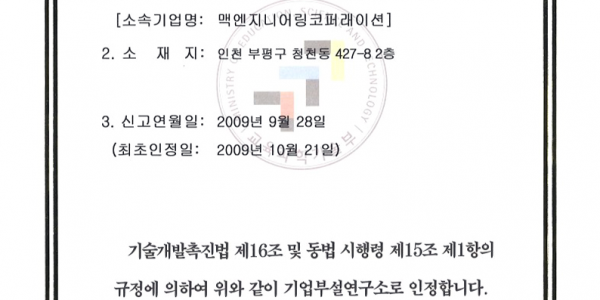 [소속기업명: 맥엔지니어링코퍼레이션]
2. 소 재 지: 인천 부평구 청천동 427-8 2층
3. 신고연월일: 2009년 9월 28일
(최초인정일: 2009년 10월 21일)
기술개발촉진법 제16조 및 동법 시행령 제15조 제1항의
규정에 의하여 위와 같이 기업부설연구소로 인정합니다.